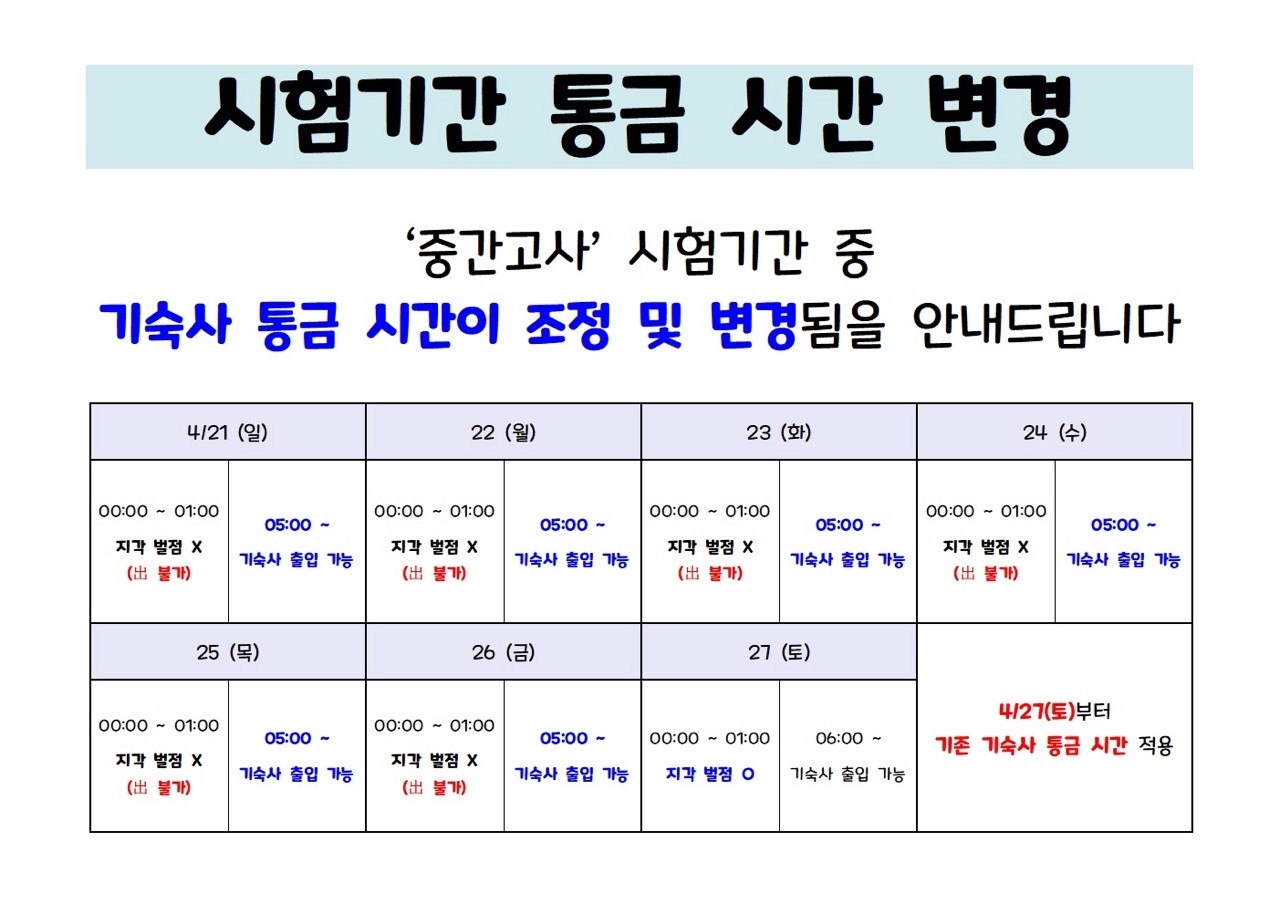 시험기간 통금 시간 변경
‘중간고사’ 시험기간 중
기숙사 통금 시간이 조정 및 변경됨을 안내드립니다
4/21 (일)
22 (월)
23 (화)
24 (수)
00:00 ~ 01:00
지각 벌점 X
(出 불가)
05:00 ~
기숙사 출입 가능
00:00 ~ 01:00
지각 벌점 X
(出 불가)
05:00 ~
기숙사 출입 가능
00:00 ~ 01:00
지각 벌점 X
(出 불가)
05:00 ~
기숙사 출입 가능
00:00 ~ 01:00
지각 벌점 X
(出 불가)
05:00 ~
기숙사 출입 가능
25 (목)
26 (금)
27 (토)
00:00 ~ 01:00
지각 벌점 X
(出 불가)
05:00 ~
기숙사 출입 가능
00:00 ~ 01:00
지각 벌점 X
(出 불가)
05:00 ~
기숙사 출입 가능
00:00 ~ 01:00
지각 벌점 O
06:00 ~
기숙사 출입 가능
4/27(토)부터
기존 기숙사 통금 시간 적용